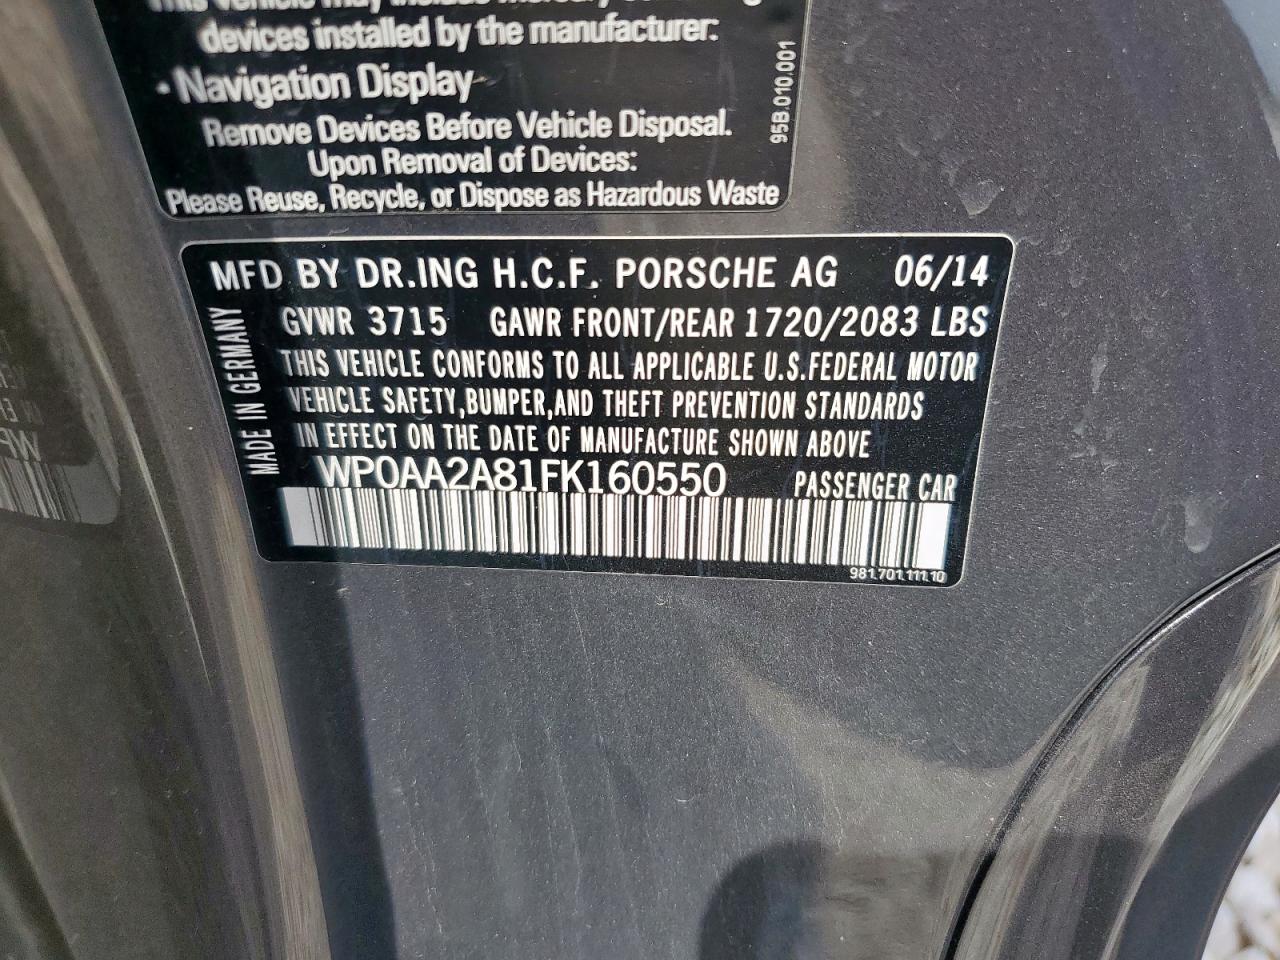 devices installed by the manufacturer:
• Navigation Display
Remove Devices Before Vehicle Disposal.
Upon Removal of Devices:
Please Reuse, Recycle, or Dispose as Hazardous Waste
95B.010.001
MFD BY DR.ING H.C.F. PORSCHE AG 06/14
GVWR 3715 GAWR FRONT/REAR 1720/2083 LBS
THIS VEHICLE CONFORMS TO ALL APPLICABLE U.S.FEDERAL MOTOR
VEHICLE SAFETY,BUMPER,AND THEFT PREVENTION STANDARDS
IN EFFECT ON THE DATE OF MANUFACTURE SHOWN ABOVE
WP0AA2A81FK160550 PASSENGER CAR
MADE IN GERMANY
981.701.111.10